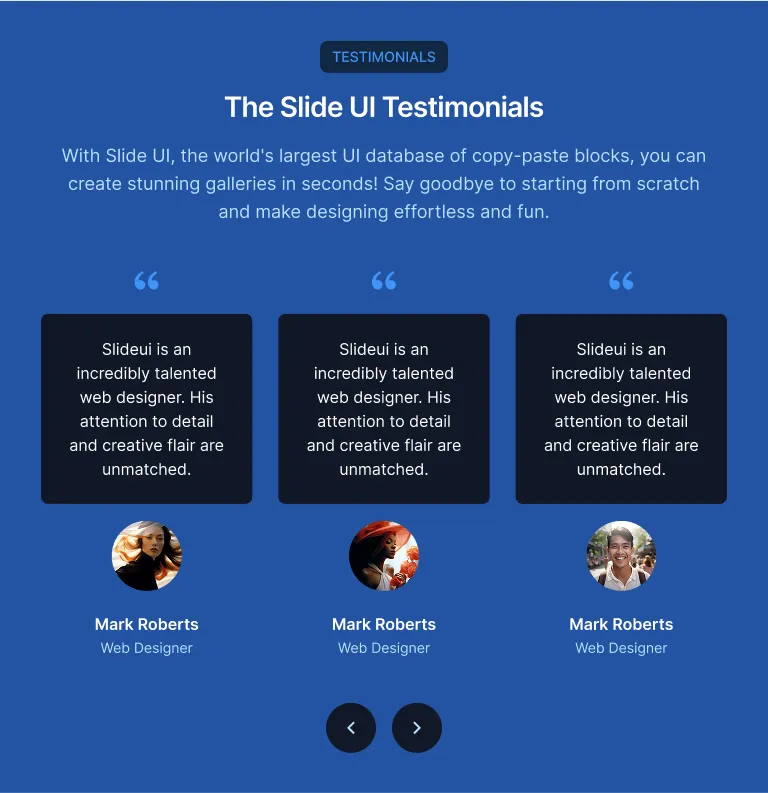 TESTIMONIALS
The Slide UI Testimonials
With Slide UI, the world's largest UI database of copy-paste blocks, you can
create stunning galleries in seconds! Say goodbye to starting from scratch
and make designing effortless and fun.
Slideui is an
incredibly talented
web designer. His
attention to detail
and creative flair are
unmatched.
Mark Roberts
Web Designer
Slideui is an
incredibly talented
web designer. His
attention to detail
and creative flair are
unmatched.
Mark Roberts
Web Designer
Slideui is an
incredibly talented
web designer. His
attention to detail
and creative flair are
unmatched.
Mark Roberts
Web Designer